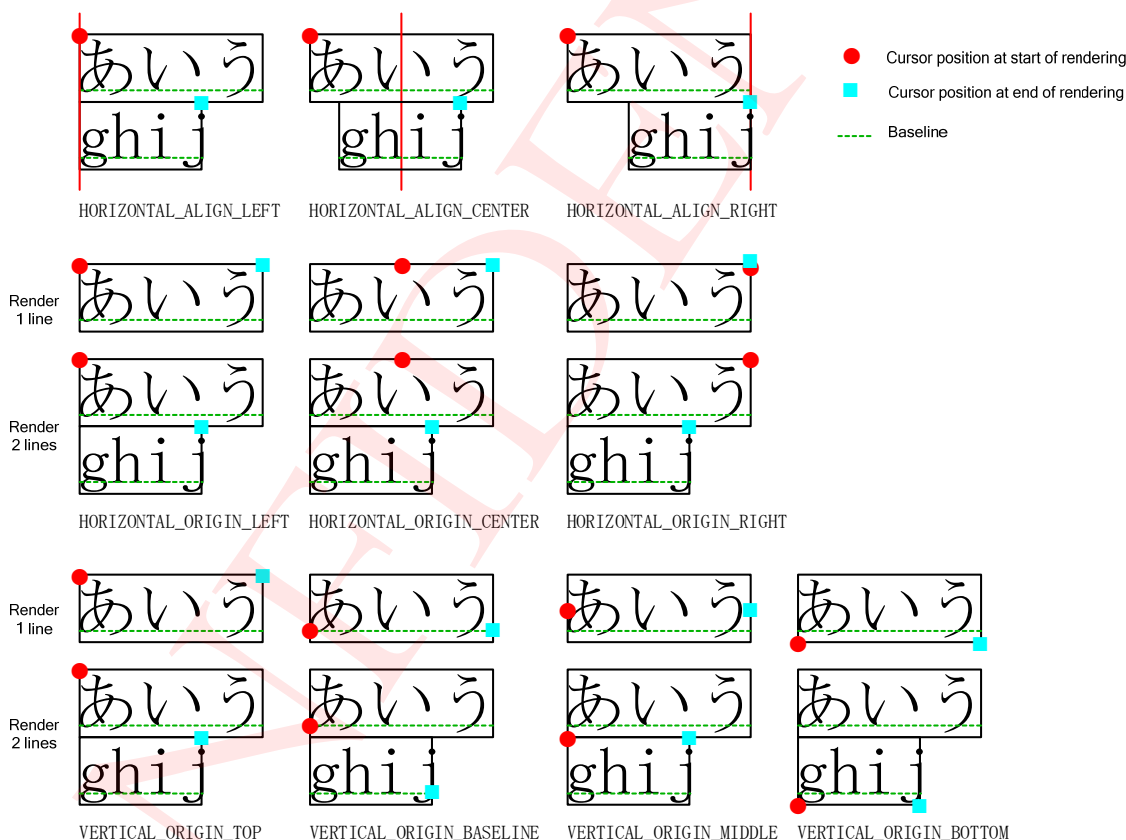 あいう あいう あいう
ghij ghij ghij
Cursor position at start of rendering
Cursor position at end of rendering
Baseline
HORIZONTAL_ALIGN_LEFT HORIZONTAL_ALIGN_CENTER HORIZONTAL_ALIGN_RIGHT
Render
1 line
あいう あいう あいう
Render
2 lines
あいう あいう あいう
ghij ghij ghij
HORIZONTAL_ORIGIN_LEFT HORIZONTAL_ORIGIN_CENTER HORIZONTAL_ORIGIN_RIGHT
Render
1 line
あいう あいう あいう あいう
Render
2 lines
あいう あいう あいう あいう
ghij ghij ghij ghij
VERTICAL_ORIGIN_TOP VERTICAL_ORIGIN_BASELINE VERTICAL_ORIGIN_MIDDLE VERTICAL_ORIGIN_BOTTOM